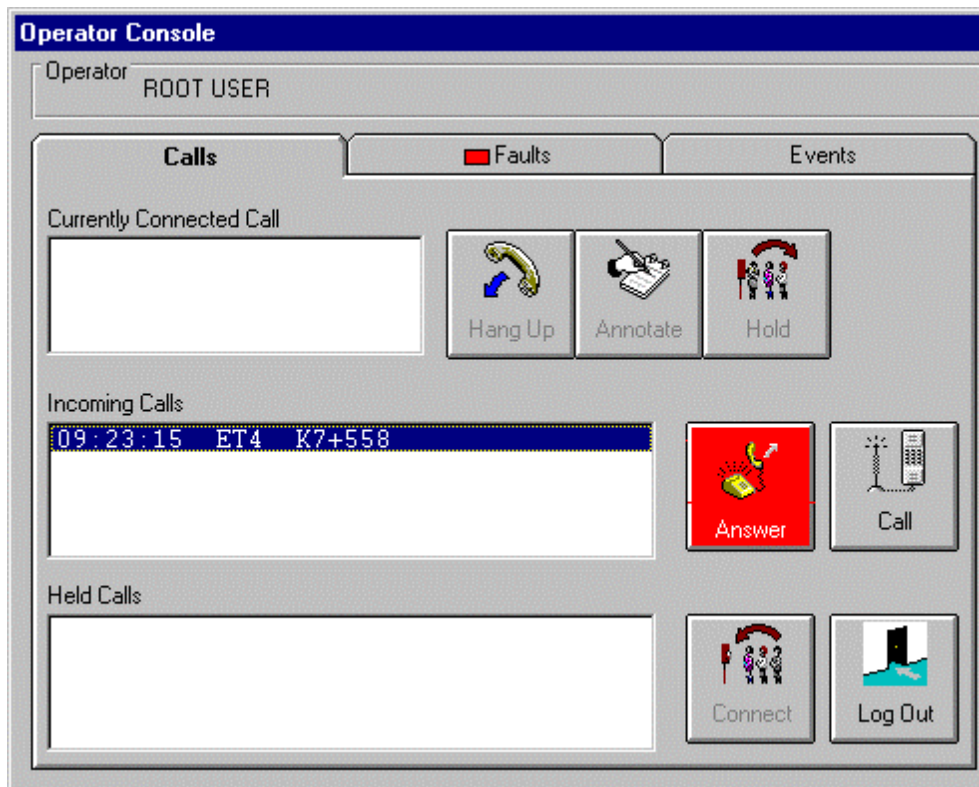 Operator Console
Operator
ROOT USER
Calls
Faults
Events
Currently Connected Call
Hang Up
Annotate
Hold
Incoming Calls
09:23:15 ET4 K7+558
Answer
Call
Held Calls
Connect
Log Out